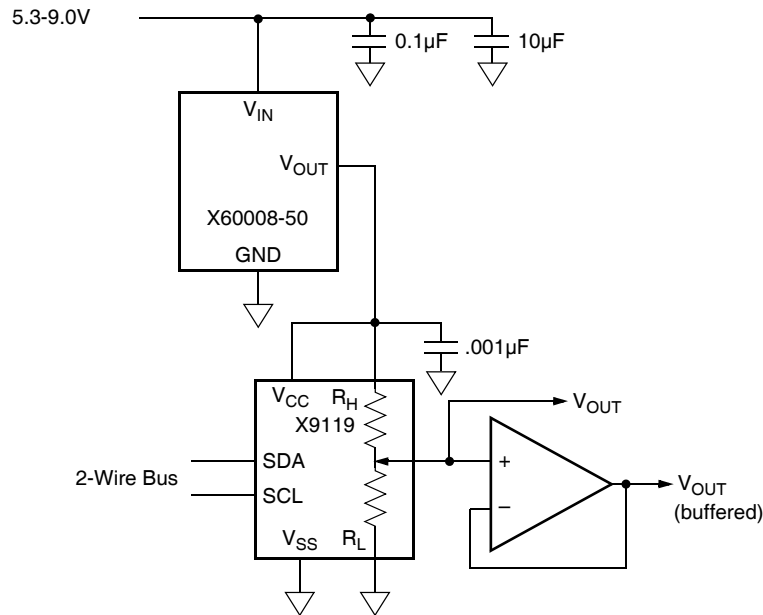 5.3-9.0V
0.1µF
10µF
VIN
VOUT
X60008-50
GND
.001µF
VCC
RH
X9119
VOUT
SDA
+
2-Wire Bus
SCL
VOUT
(buffered)
–
VSS
RL